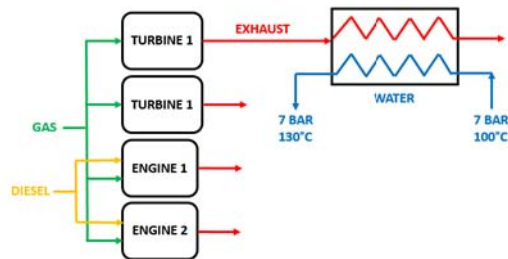 TURBINE 1
EXHAUST
TURBINE 1
WATER
7 BAR
130°C
7 BAR
100°C
GAS
ENGINE 1
DIESEL
ENGINE 2